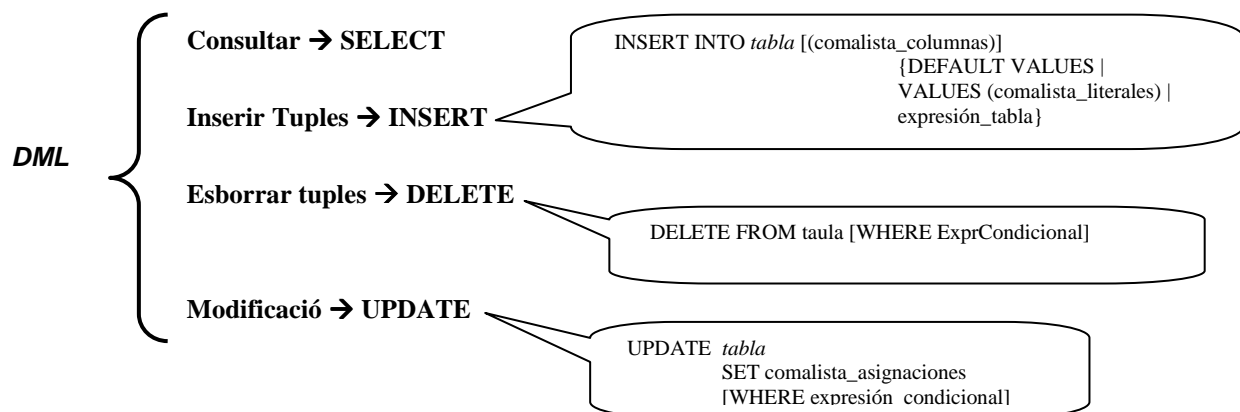 DML
Consultar → SELECT
INSERT INTO tabla [(comalista_columnas)]
{DEFAULT VALUES |
VALUES (comalista_literales) |
expresión_tabla}
Inserir Tuples → INSERT
Esborrar tuples → DELETE
DELETE FROM taula [WHERE ExprCondicional]
Modificació → UPDATE
UPDATE tabla
SET comalista_asignaciones
[WHERE expresión_condicional]